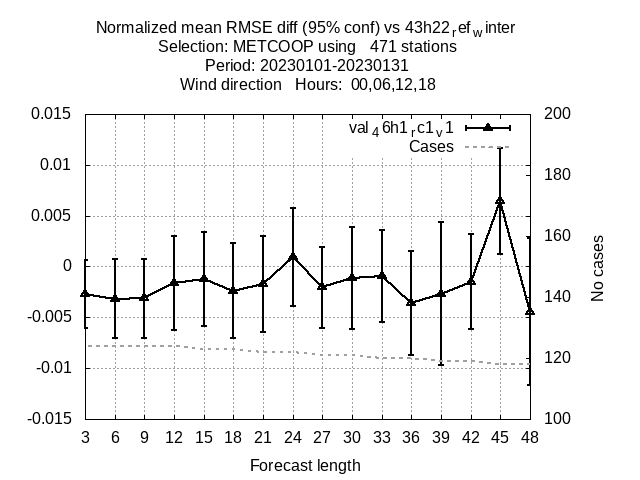 Normalized mean RMSE diff (95% conf) vs 43h22refwinter
Selection: METCOOP using 471 stations
Period: 20230101-20230131
Wind direction Hours: 00,06,12,18
0.015
0.01
0.005
0
-0.005
-0.01
-0.015
200
180
160
140
120
100
val46h1rc1v1
Cases
No cases
3 6 9 12 15 18 21 24 27 30 33 36 39 42 45 48
Forecast length